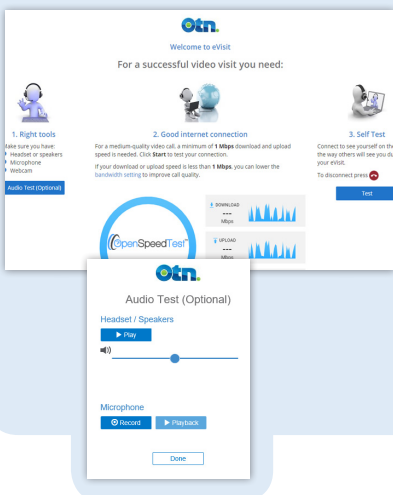 otn.
Welcome to eVisit
For a successful video visit you need:
1. Right tools
Make sure you have:
Headset or speakers
Microphone
Webcam
Audio Test (Optional)
2. Good internet connection
For a medium-quality video call, a minimum of 1 Mbps download and upload
speed is needed. Click Start to test your connection.
If your download or upload speed is less than 1 Mbps, you can lower the
bandwidth setting to improve call quality.
OpenSpeedTest
DOWNLOAD
---
Mbps
UPLOAD
---
Mbps
3. Self Test
Connect to see yourself on the
the way others will see you du
your eVisit.
To disconnect press
Test
otn.
Audio Test (Optional)
Headset / Speakers
Play
Microphone
Record
Playback
Done